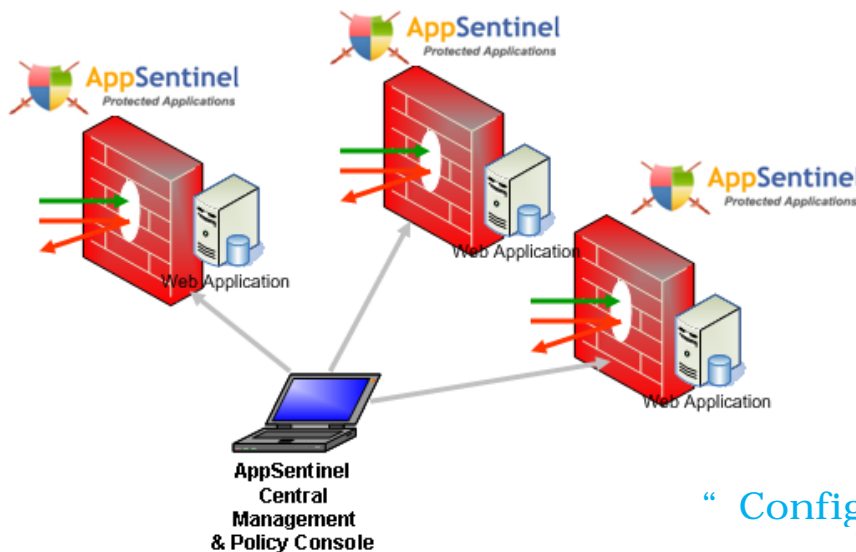 AppSentinel
Protected Applications
AppSentinel
Protected Applications
AppSentinel
Protected Applications
Web Application
Web Application
Web Application
AppSentinel
Central
Management
& Policy Console
“ Config